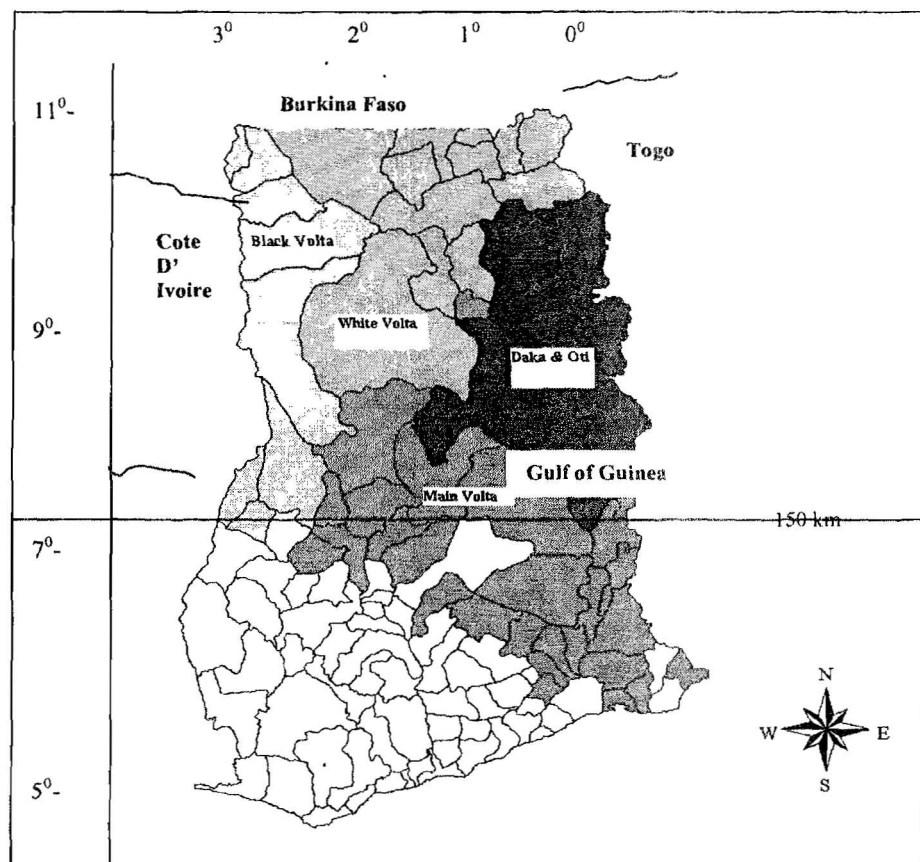 3⁰ 2⁰ 1⁰ 0⁰
11⁰-
Burkina Faso
Togo
Cote
D'
Ivoire
Black Volta
9⁰-
White Volta
Daka & Oti
Gulf of Guinea
Main Volta
150 km
7⁰-
N
W E
S
5⁰-